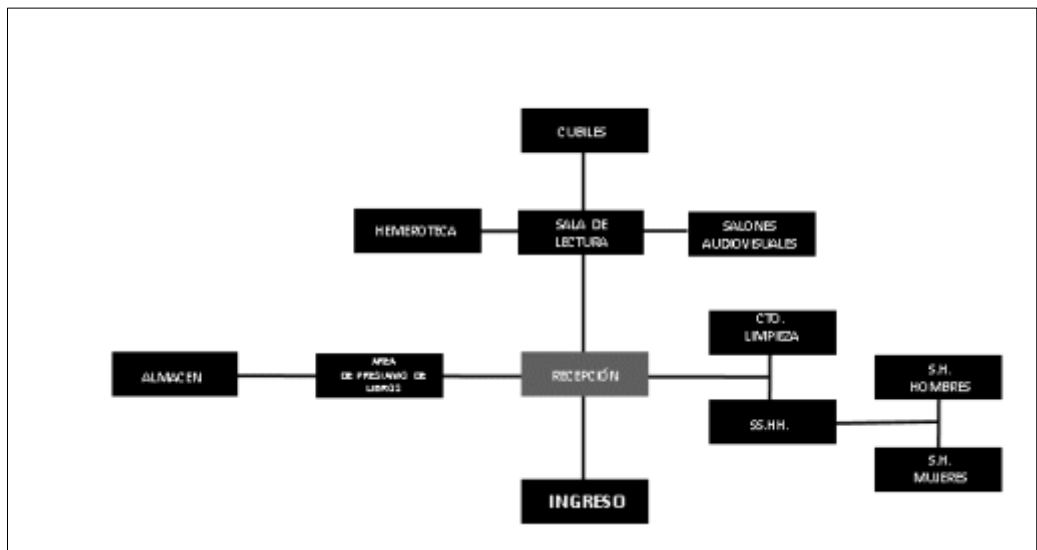 CUBILES
HEMEROTECA
SALA DE
LECTURA
SALONES
AUDIOVISUALES
CTO.
LIMPIEZA
ALMACEN
AREA
DE PRESTAMO DE
LIBROS
RECEPCIÓN
S.H.
HOMBRES
SS.HH.
S.H.
MUJERES
INGRESO